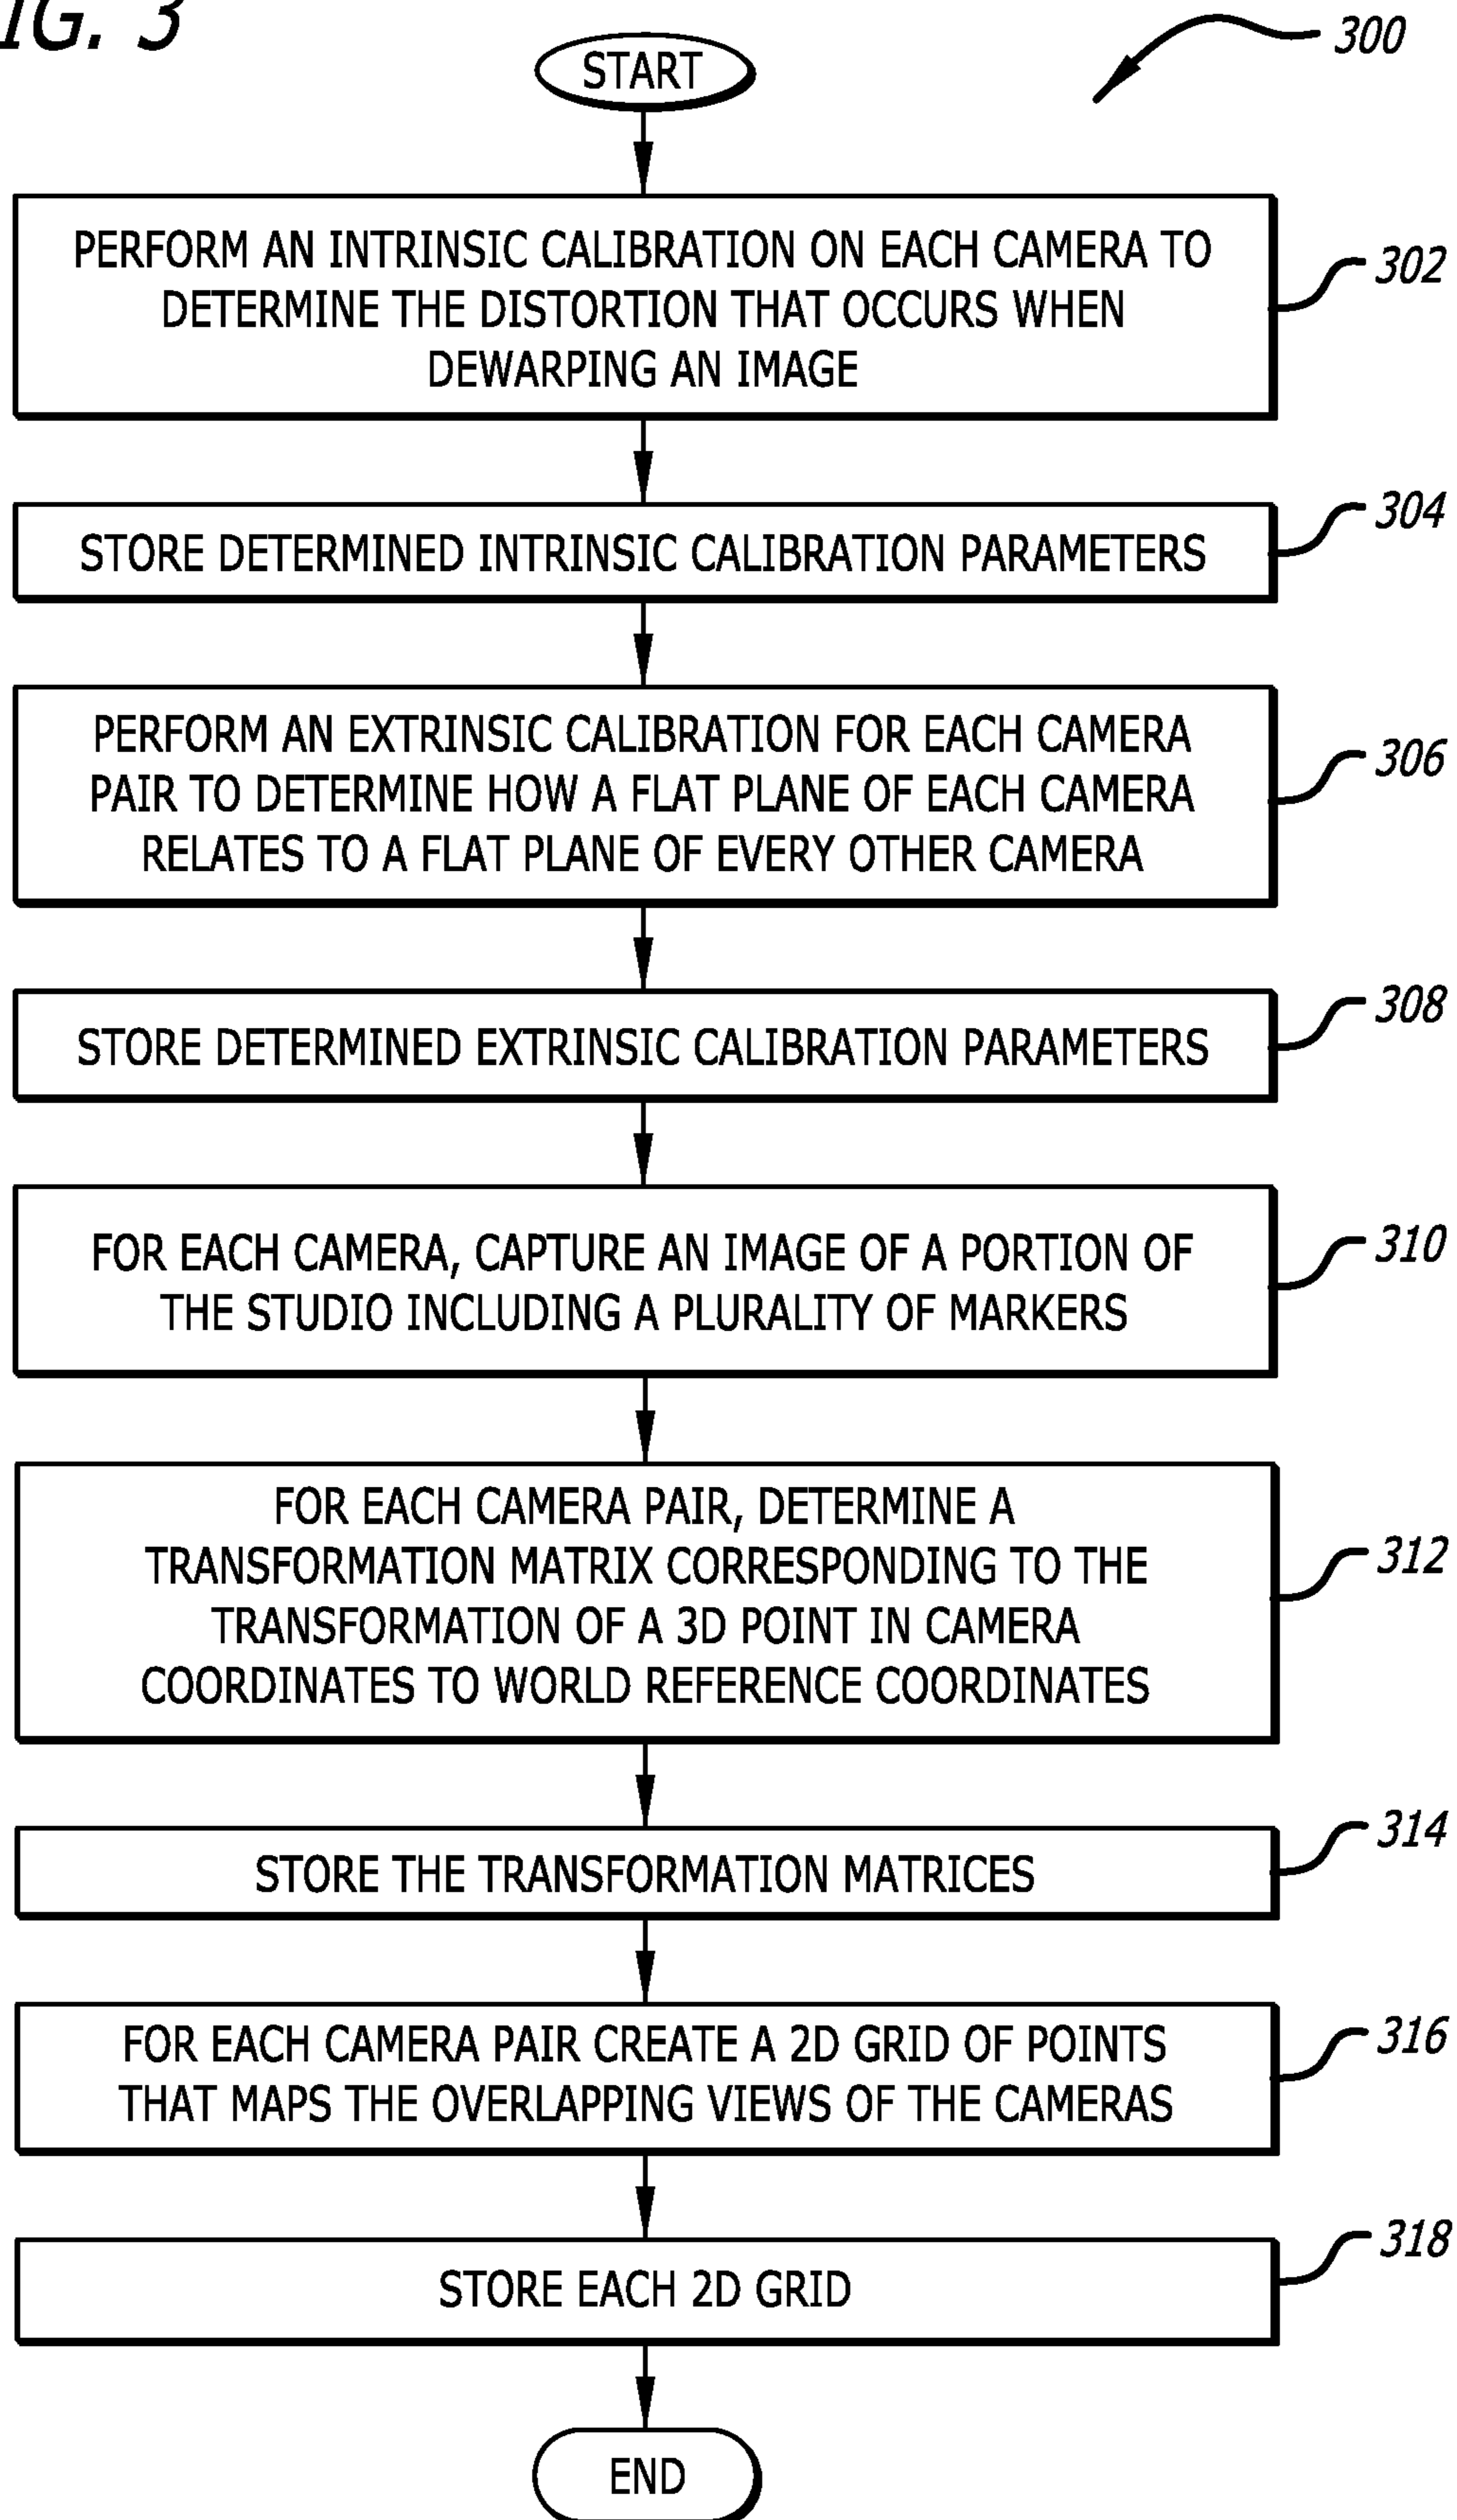 IG. 3
300
START
PERFORM AN INTRINSIC CALIBRATION ON EACH CAMERA TO
DETERMINE THE DISTORTION THAT OCCURS WHEN
DEWARPING AN IMAGE
302
STORE DETERMINED INTRINSIC CALIBRATION PARAMETERS
304
PERFORM AN EXTRINSIC CALIBRATION FOR EACH CAMERA
PAIR TO DETERMINE HOW A FLAT PLANE OF EACH CAMERA
RELATES TO A FLAT PLANE OF EVERY OTHER CAMERA
306
STORE DETERMINED EXTRINSIC CALIBRATION PARAMETERS
308
FOR EACH CAMERA, CAPTURE AN IMAGE OF A PORTION OF
THE STUDIO INCLUDING A PLURALITY OF MARKERS
310
FOR EACH CAMERA PAIR, DETERMINE A
TRANSFORMATION MATRIX CORRESPONDING TO THE
TRANSFORMATION OF A 3D POINT IN CAMERA
COORDINATES TO WORLD REFERENCE COORDINATES
312
STORE THE TRANSFORMATION MATRICES
314
FOR EACH CAMERA PAIR CREATE A 2D GRID OF POINTS
THAT MAPS THE OVERLAPPING VIEWS OF THE CAMERAS
316
STORE EACH 2D GRID
318
END